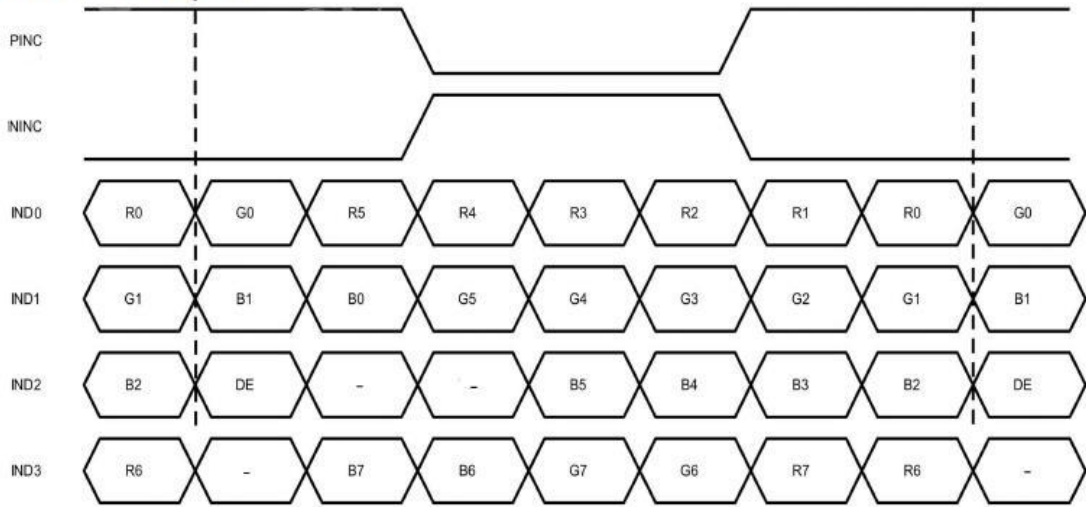 PINC
ININC
IND0 R0 G0 R5 R4 R3 R2 R1 R0 G0
IND1 G1 B1 B0 G5 G4 G3 G2 G1 B1
IND2 B2 DE - - B5 B4 B3 B2 DE
IND3 R6 - B7 B6 G7 G6 R7 R6 -